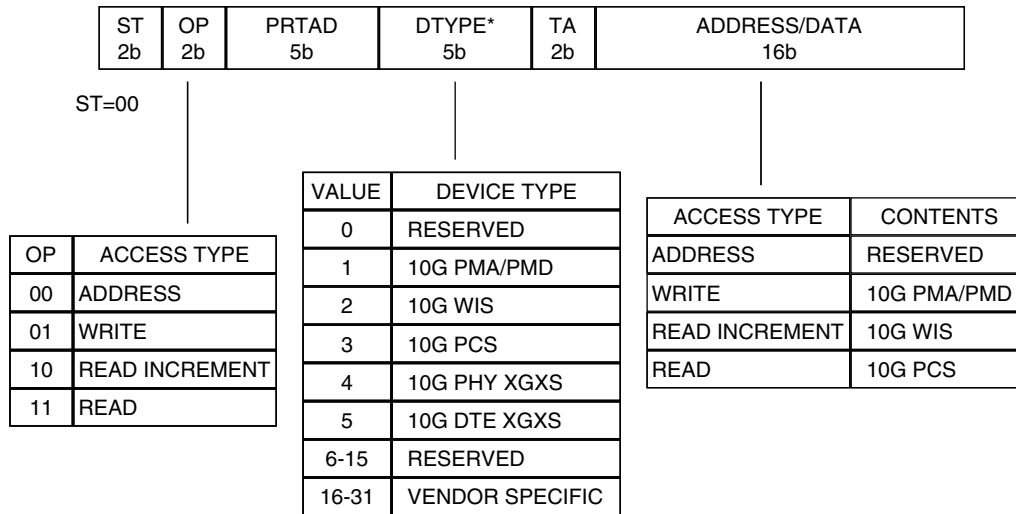 ST OP PRTAD DTYPE* TA ADDRESS/DATA
2b 2b 5b 5b 2b 16b
ST=00
OP ACCESS TYPE
00 ADDRESS
01 WRITE
10 READ INCREMENT
11 READ
VALUE DEVICE TYPE
0 RESERVED
1 10G PMA/PMD
2 10G WIS
3 10G PCS
4 10G PHY XGXS
5 10G DTE XGXS
6-15 RESERVED
16-31 VENDOR SPECIFIC
ACCESS TYPE CONTENTS
ADDRESS RESERVED
WRITE 10G PMA/PMD
READ INCREMENT 10G WIS
READ 10G PCS